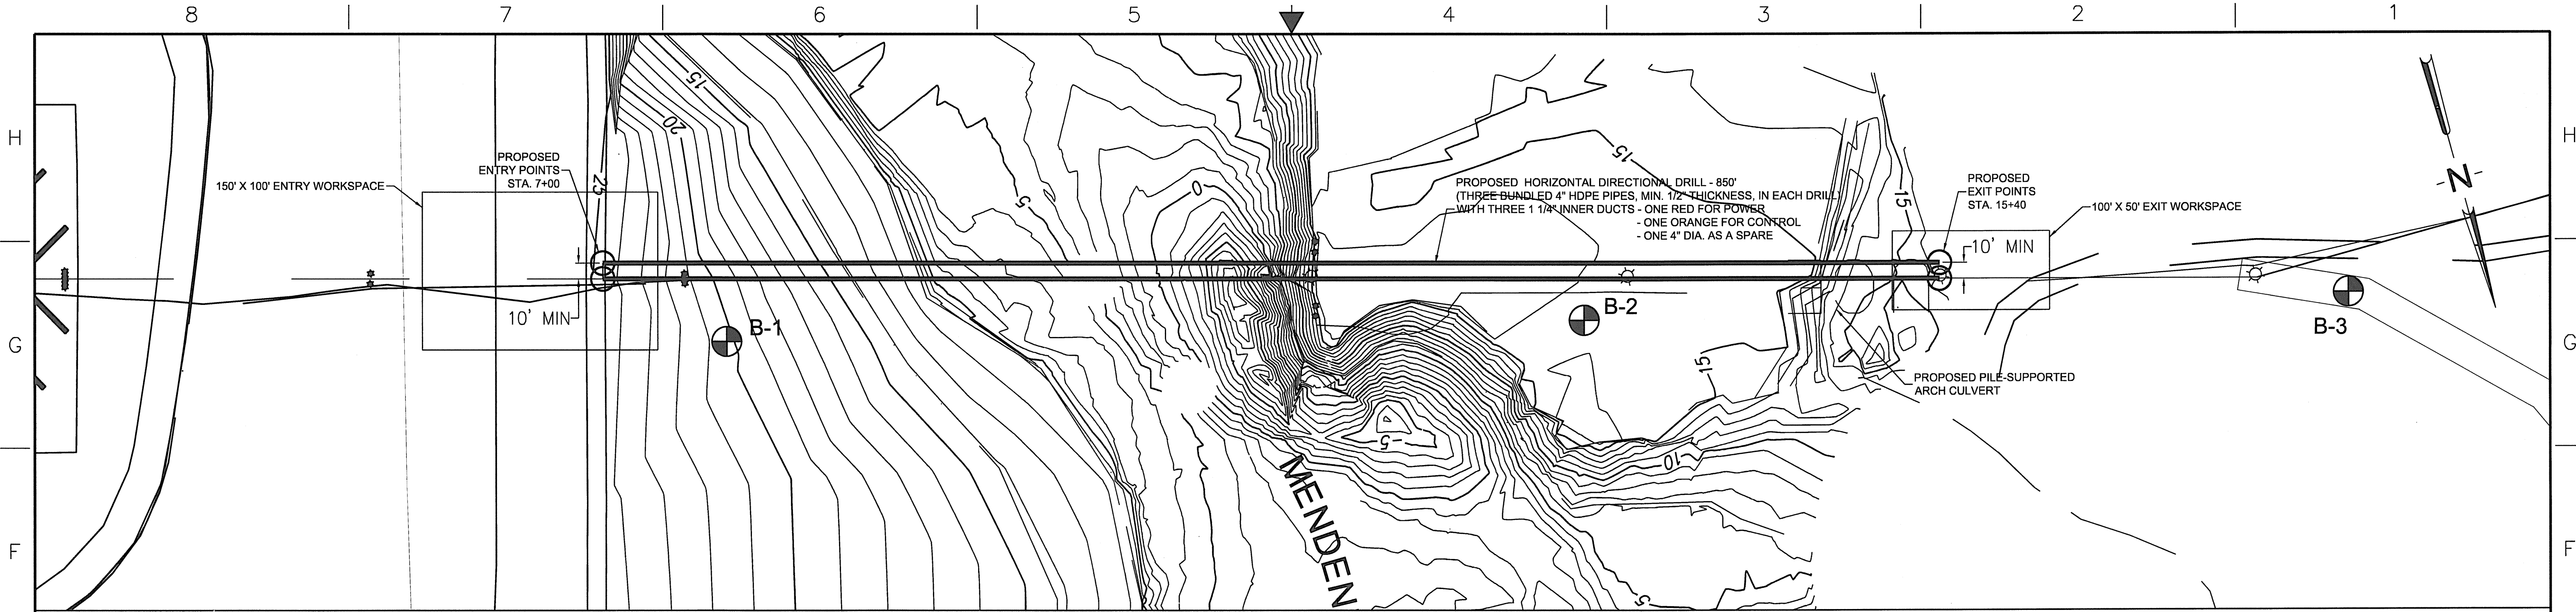 8 7 6 5 4 3 2 1
H
H
G
G
F
F
150' X 100' ENTRY WORKSPACE
PROPOSED
ENTRY POINTS
STA. 7+00
25
20
15
5
0
10' MIN
B-1
PROPOSED HORIZONTAL DIRECTIONAL DRILL - 850'
(THREE BUNDLED 4" HDPE PIPES, MIN. 1/2" THICKNESS, IN EACH DRILL)
WITH THREE 1 1/4" INNER DUCTS - ONE RED FOR POWER
- ONE ORANGE FOR CONTROL
- ONE 4" DIA. AS A SPARE
15
B-2
15
-5
10
5
MENDEN
15
PROPOSED
EXIT POINTS
STA. 15+40
100' X 50' EXIT WORKSPACE
10' MIN
PROPOSED PILE-SUPPORTED
ARCH CULVERT
B-3
N